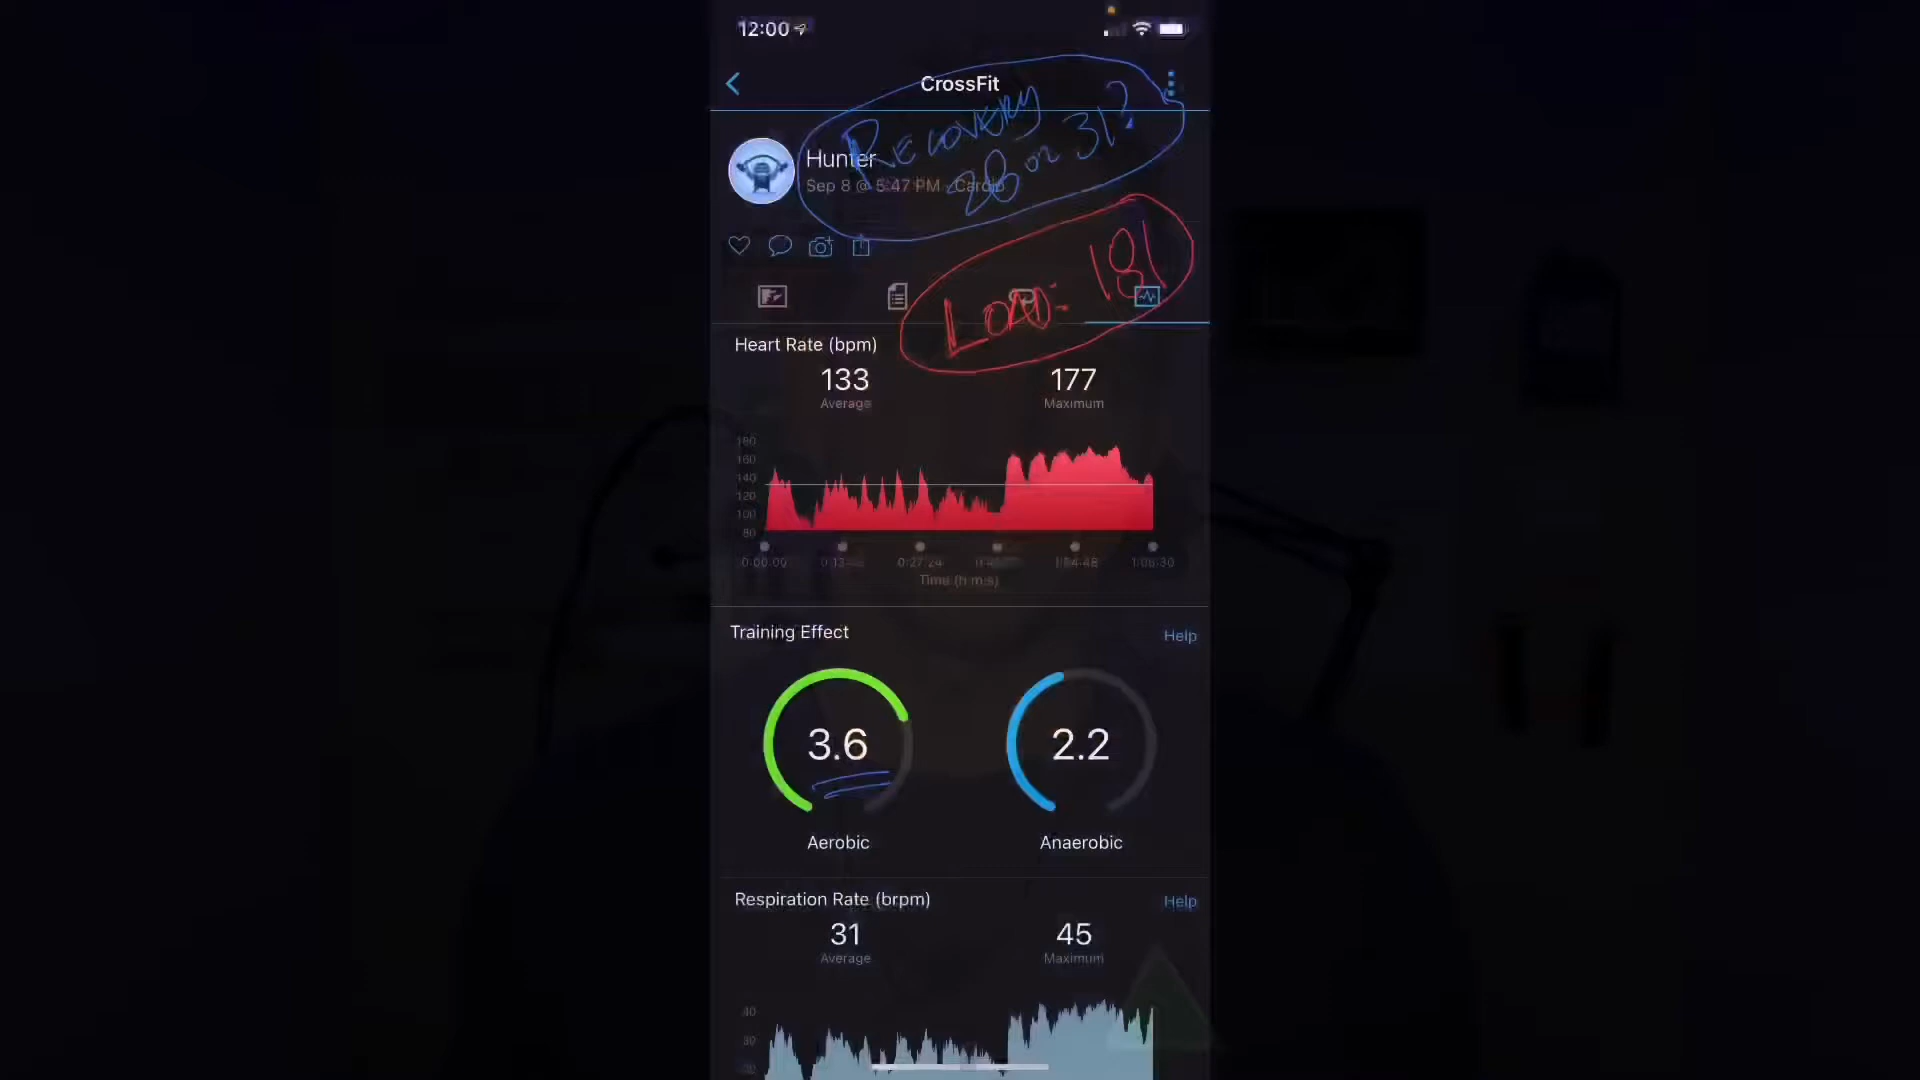 12:00
CrossFit
RECOVERY
28 or 31?
Hunter
Sep 8 @ 5:47 PM · Cardio
LOAD: 181
Heart Rate (bpm)
133 177
Average Maximum
180
160
140
120
100
80
0:00:00 0:27:24 1:08:30
Time (h:m:s)
Training Effect Help
3.6 2.2
Aerobic Anaerobic
Respiration Rate (brpm) Help
31 45
Average Maximum
40
30